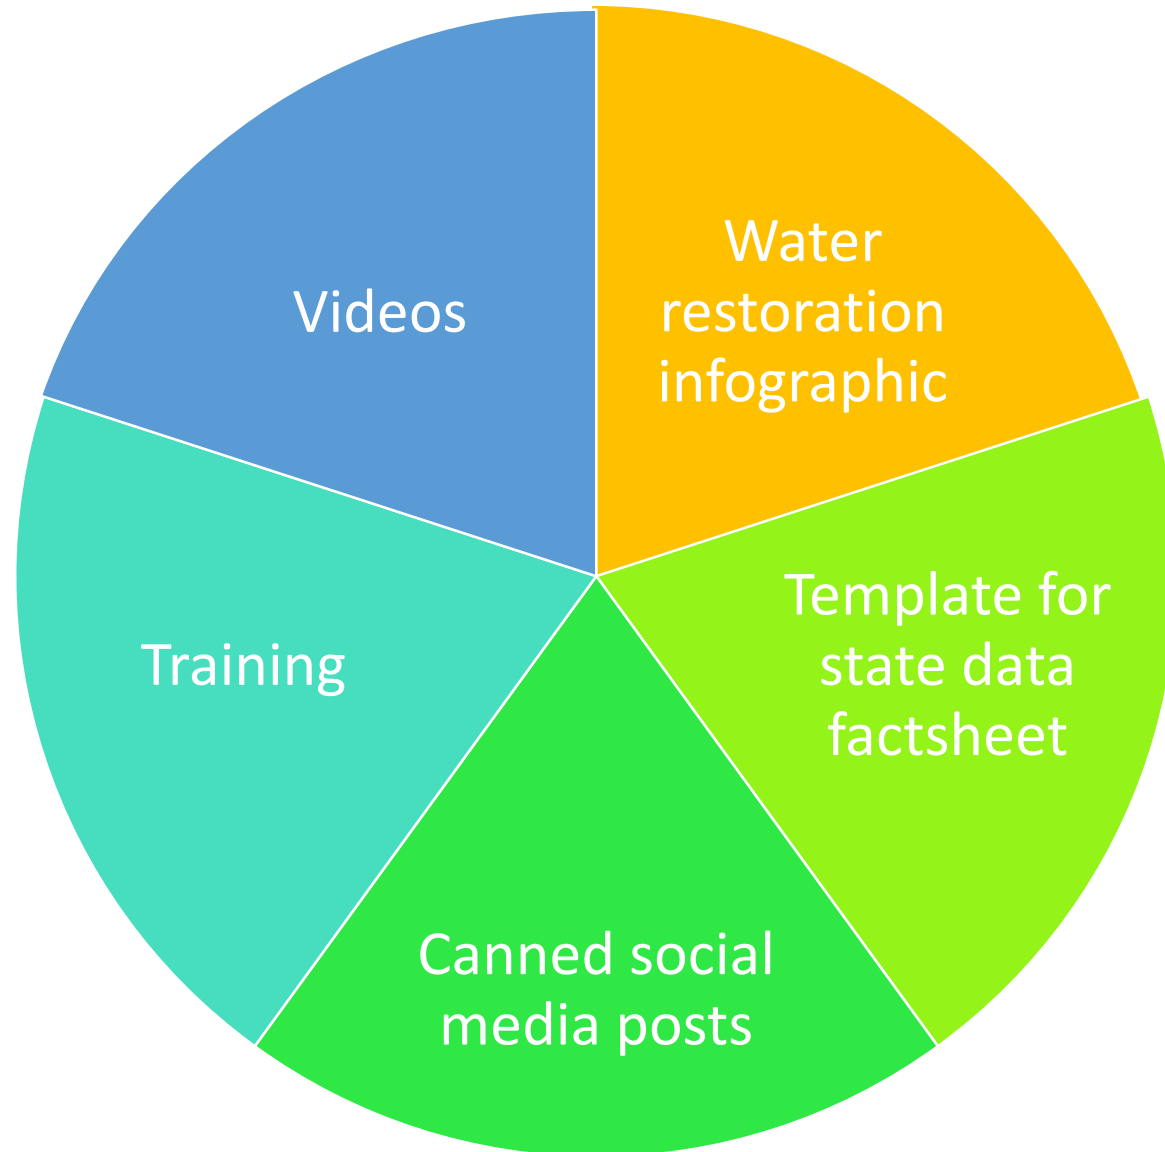 Water
restoration
infographic
Template for
state data
factsheet
Canned social
media posts
Training
Videos